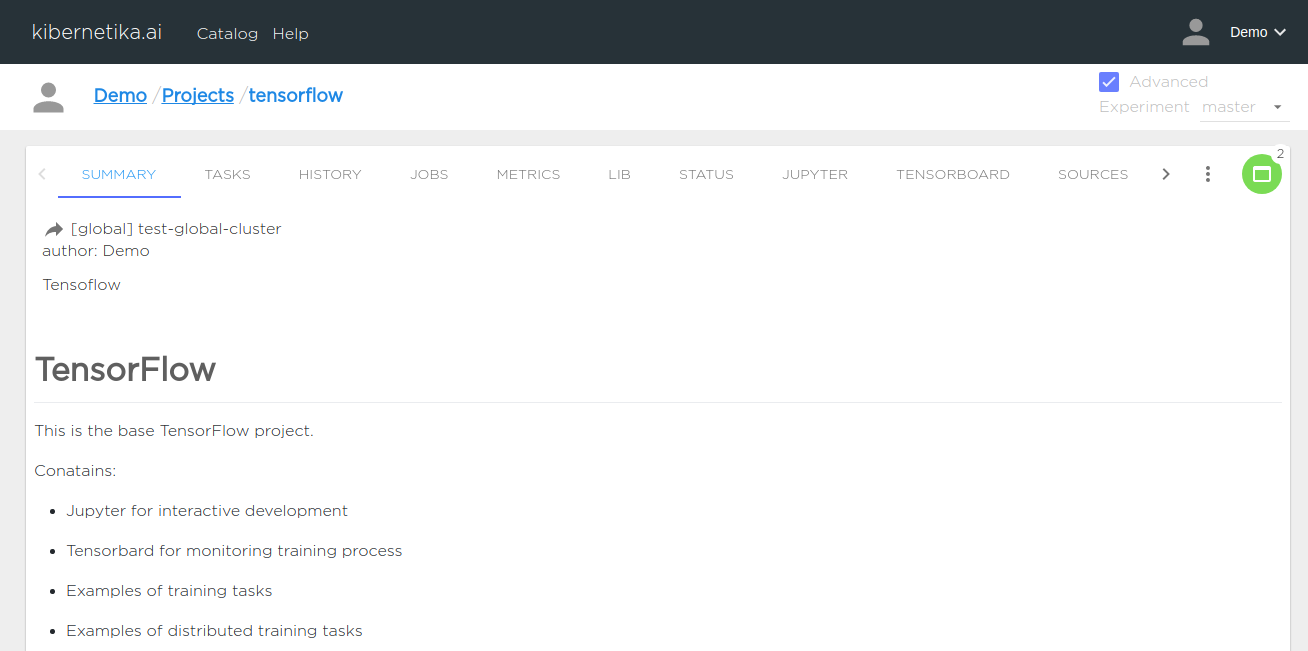 kibernetika.ai Catalog Help Demo
Demo / Projects / tensorflow
Advanced
Experiment master
2
SUMMARY TASKS HISTORY JOBS METRICS LIB STATUS JUPYTER TENSORBOARD SOURCES
[global] test-global-cluster
author: Demo
Tensoflow
TensorFlow
This is the base TensorFlow project.
Conatains:
• Jupyter for interactive development
• Tensorbard for monitoring training process
• Examples of training tasks
• Examples of distributed training tasks